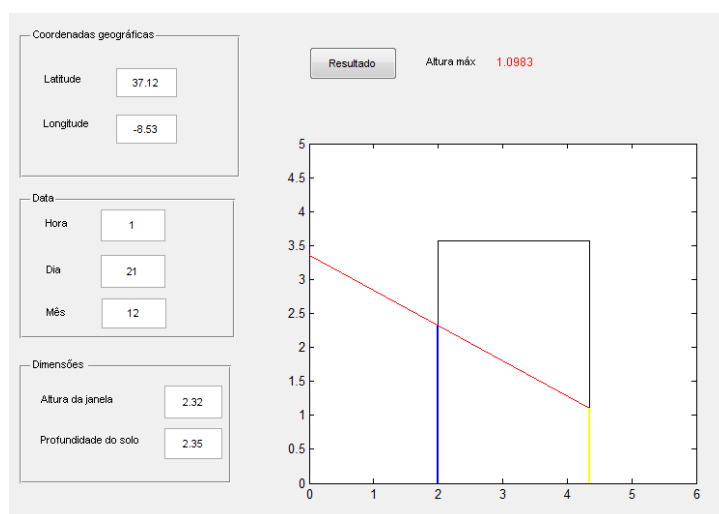 Coordenadas geográficas
Latitude 37.12
Longitude -8.53
Data
Hora 1
Dia 21
Mês 12
Dimensões
Altura da janela 2.32
Profundidade do solo 2.35
Resultado Altura máx 1.0983
5
4.5
4
3.5
3
2.5
2
1.5
1
0.5
0
0 1 2 3 4 5 6